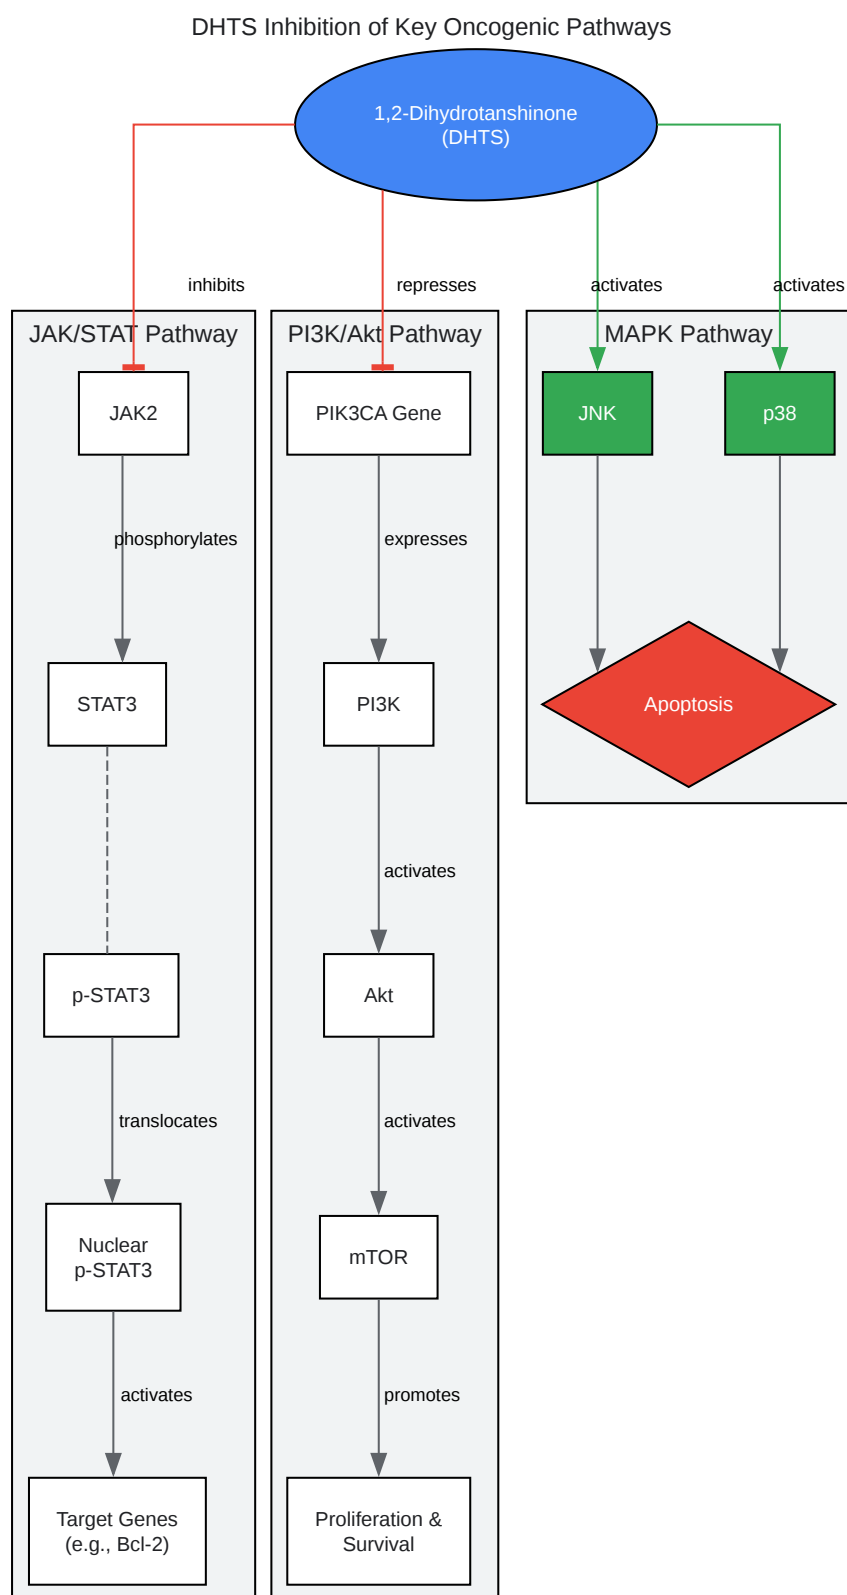 DHTS Inhibition of Key Oncogenic Pathways
1,2-Dihydrotanshinone
(DHTS)
inhibits
represses
activates
activates
JAK/STAT Pathway
PI3K/Akt Pathway
MAPK Pathway
JAK2
PIK3CA Gene
JNK
p38
phosphorylates
expresses
STAT3
PI3K
Apoptosis
activates
p-STAT3
Akt
translocates
activates
Nuclear
p-STAT3
mTOR
activates
promotes
Target Genes
(e.g., Bcl-2)
Proliferation &
Survival